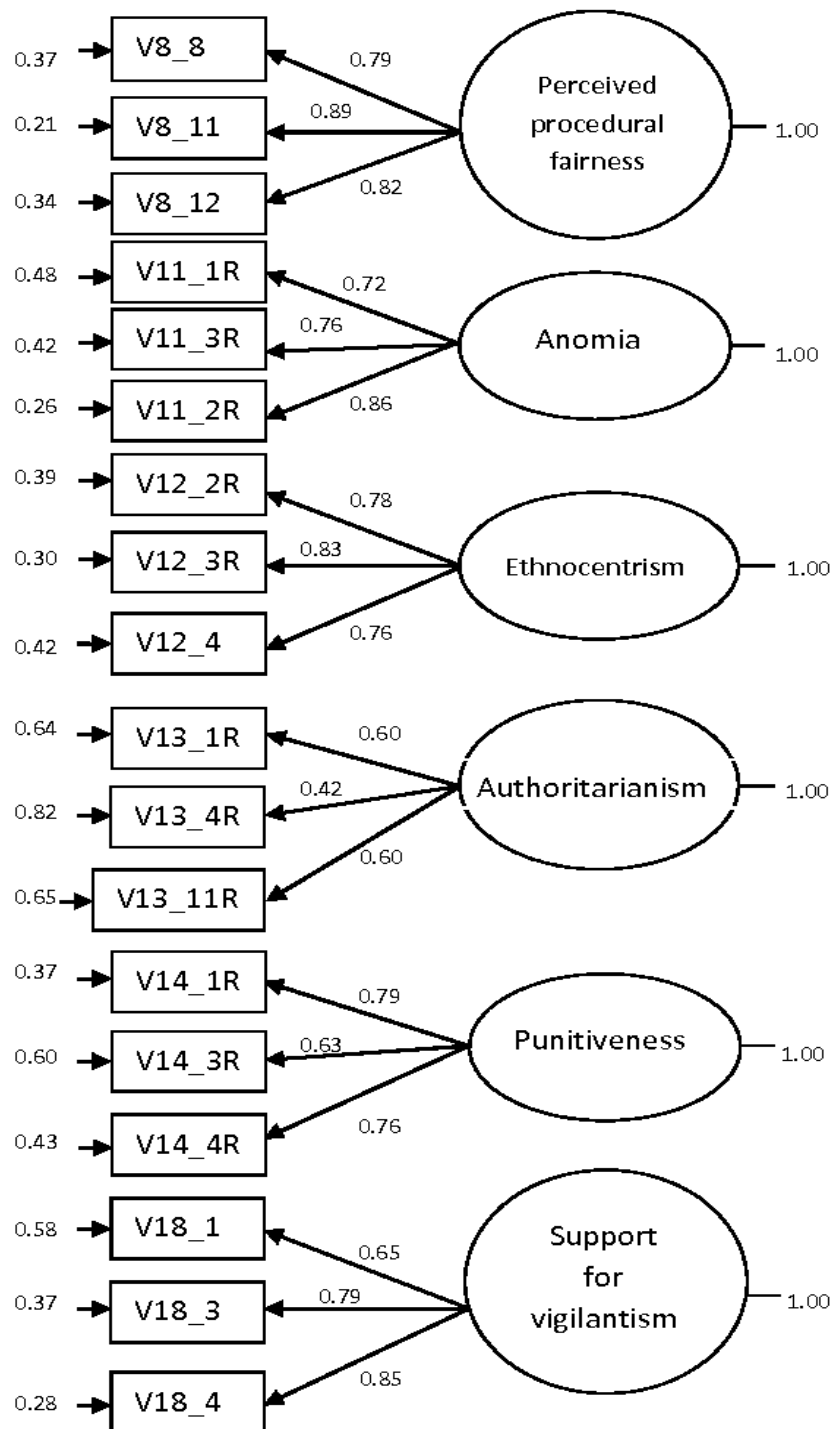 0.37 V8_8 0.79
0.21 V8_11 0.89
0.34 V8_12 0.82
Perceived
procedural
fairness
1.00
0.48 V11_1R 0.72
0.42 V11_3R 0.76
0.26 V11_2R 0.86
Anomia
1.00
0.39 V12_2R 0.78
0.30 V12_3R 0.83
0.42 V12_4 0.76
Ethnocentrism
1.00
0.64 V13_1R 0.60
0.82 V13_4R 0.42
0.65 V13_11R 0.60
Authoritarianism
1.00
0.37 V14_1R 0.79
0.60 V14_3R 0.63
0.43 V14_4R 0.76
Punitiveness
1.00
0.58 V18_1 0.65
0.37 V18_3 0.79
0.28 V18_4 0.85
Support
for
vigilantism
1.00